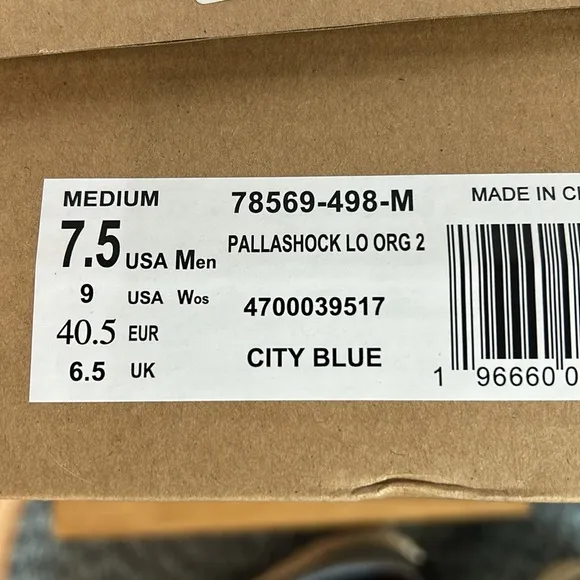 MEDIUM
7.5 USA Men
9 USA Wos
40.5 EUR
6.5 UK
78569-498-M
PALLASHOCK LO ORG 2
4700039517
CITY BLUE
MADE IN
1 96660 0